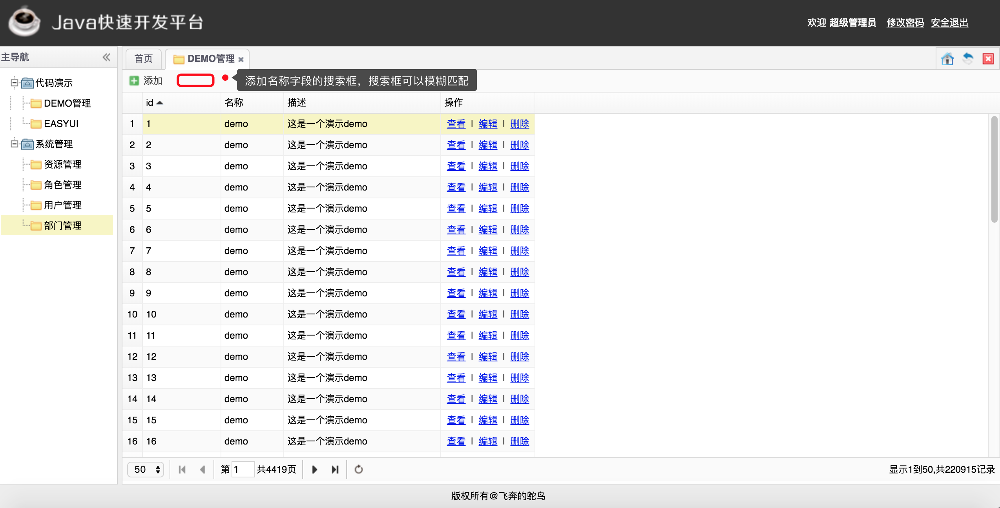 Java快速开发平台
欢迎 超级管理员 修改密码 安全退出
主导航
代码演示
DEMO管理
EASYUI
系统管理
资源管理
角色管理
用户管理
部门管理
首页 DEMO管理
添加
添加名称字段的搜索框，搜索框可以模糊匹配
id 名称 描述 操作
1 1 demo 这是一个演示demo 查看 | 编辑 | 删除
2 2 demo 这是一个演示demo 查看 | 编辑 | 删除
3 3 demo 这是一个演示demo 查看 | 编辑 | 删除
4 4 demo 这是一个演示demo 查看 | 编辑 | 删除
5 5 demo 这是一个演示demo 查看 | 编辑 | 删除
6 6 demo 这是一个演示demo 查看 | 编辑 | 删除
7 7 demo 这是一个演示demo 查看 | 编辑 | 删除
8 8 demo 这是一个演示demo 查看 | 编辑 | 删除
9 9 demo 这是一个演示demo 查看 | 编辑 | 删除
10 10 demo 这是一个演示demo 查看 | 编辑 | 删除
11 11 demo 这是一个演示demo 查看 | 编辑 | 删除
12 12 demo 这是一个演示demo 查看 | 编辑 | 删除
13 13 demo 这是一个演示demo 查看 | 编辑 | 删除
14 14 demo 这是一个演示demo 查看 | 编辑 | 删除
15 15 demo 这是一个演示demo 查看 | 编辑 | 删除
16 16 demo 这是一个演示demo 查看 | 编辑 | 删除
50 第 1 共4419页 显示1到50,共220915记录
版权所有@飞奔的鸵鸟